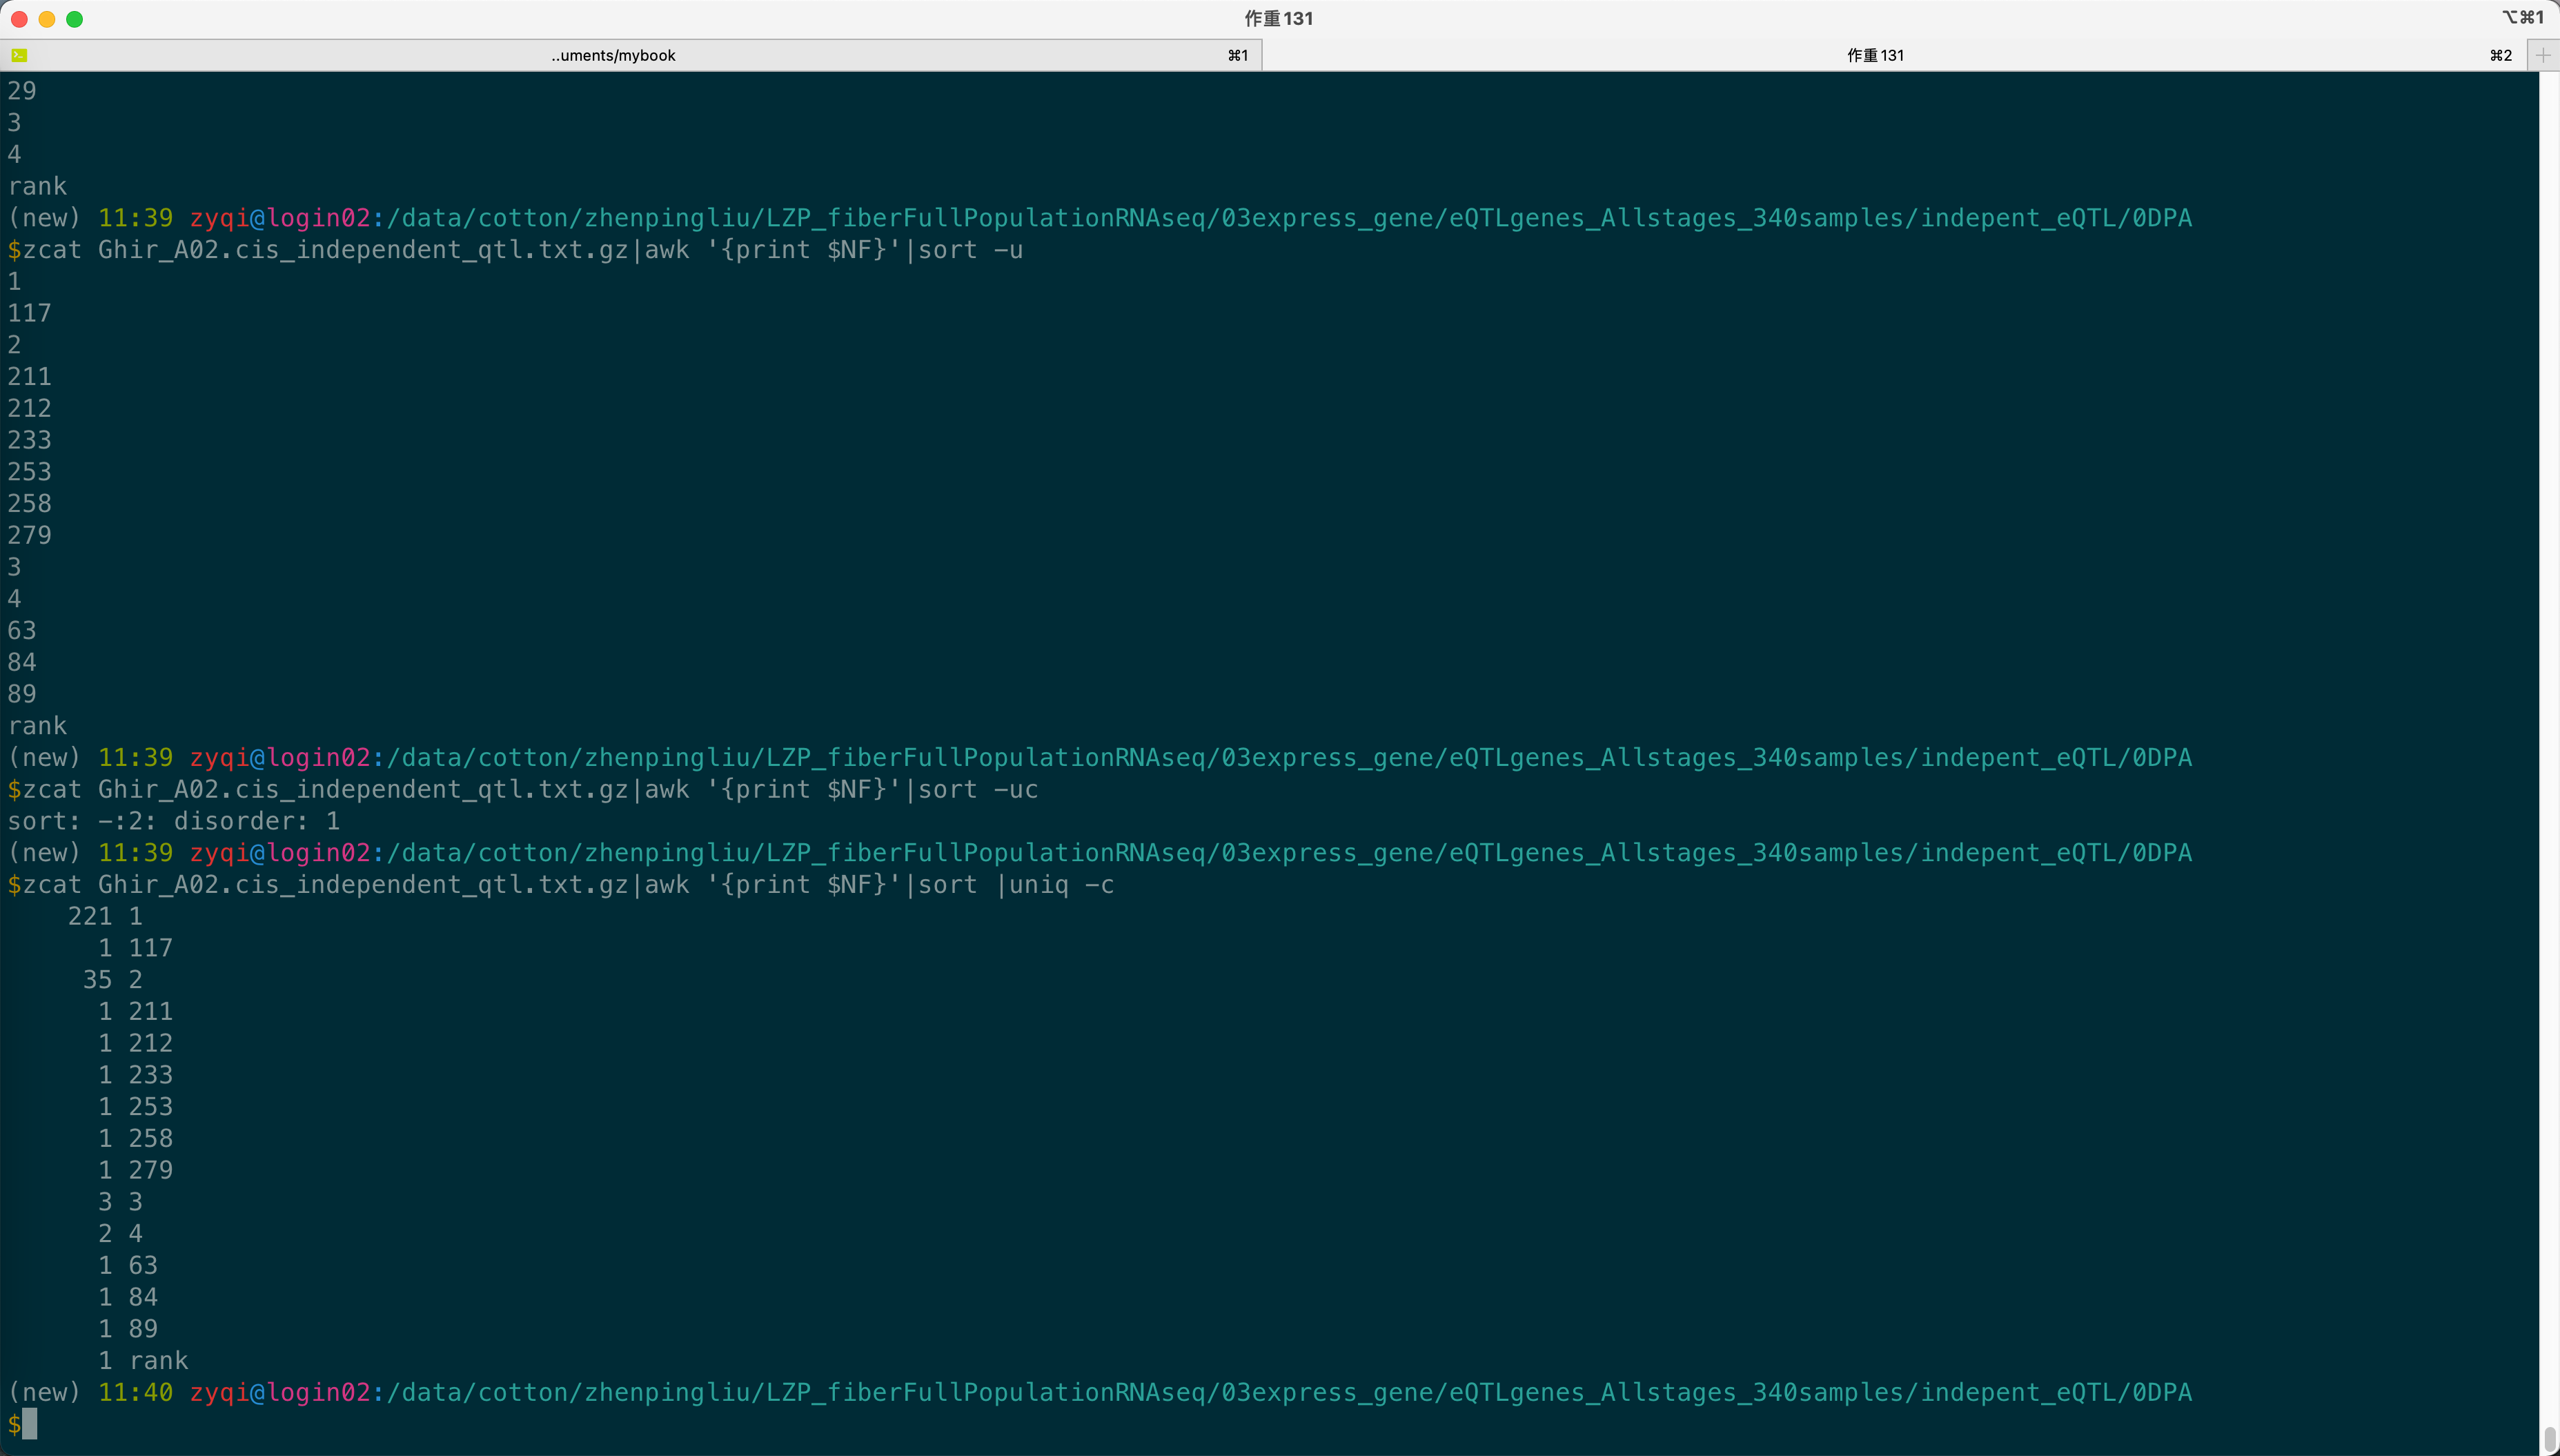 作重131
⌥⌘1
..uments/mybook ⌘1 作重131 ⌘2
29
3
4
rank
(new) 11:39 zyqi@login02:/data/cotton/zhenpingliu/LZP_fiberFullPopulationRNAseq/03express_gene/eQTLgenes_Allstages_340samples/indepent_eQTL/0DPA
$zcat Ghir_A02.cis_independent_qtl.txt.gz|awk '{print $NF}'|sort -u
1
117
2
211
212
233
253
258
279
3
4
63
84
89
rank
(new) 11:39 zyqi@login02:/data/cotton/zhenpingliu/LZP_fiberFullPopulationRNAseq/03express_gene/eQTLgenes_Allstages_340samples/indepent_eQTL/0DPA
$zcat Ghir_A02.cis_independent_qtl.txt.gz|awk '{print $NF}'|sort -uc
sort: -:2: disorder: 1
(new) 11:39 zyqi@login02:/data/cotton/zhenpingliu/LZP_fiberFullPopulationRNAseq/03express_gene/eQTLgenes_Allstages_340samples/indepent_eQTL/0DPA
$zcat Ghir_A02.cis_independent_qtl.txt.gz|awk '{print $NF}'|sort |uniq -c
221 1
1 117
35 2
1 211
1 212
1 233
1 253
1 258
1 279
3 3
2 4
1 63
1 84
1 89
1 rank
(new) 11:40 zyqi@login02:/data/cotton/zhenpingliu/LZP_fiberFullPopulationRNAseq/03express_gene/eQTLgenes_Allstages_340samples/indepent_eQTL/0DPA
$